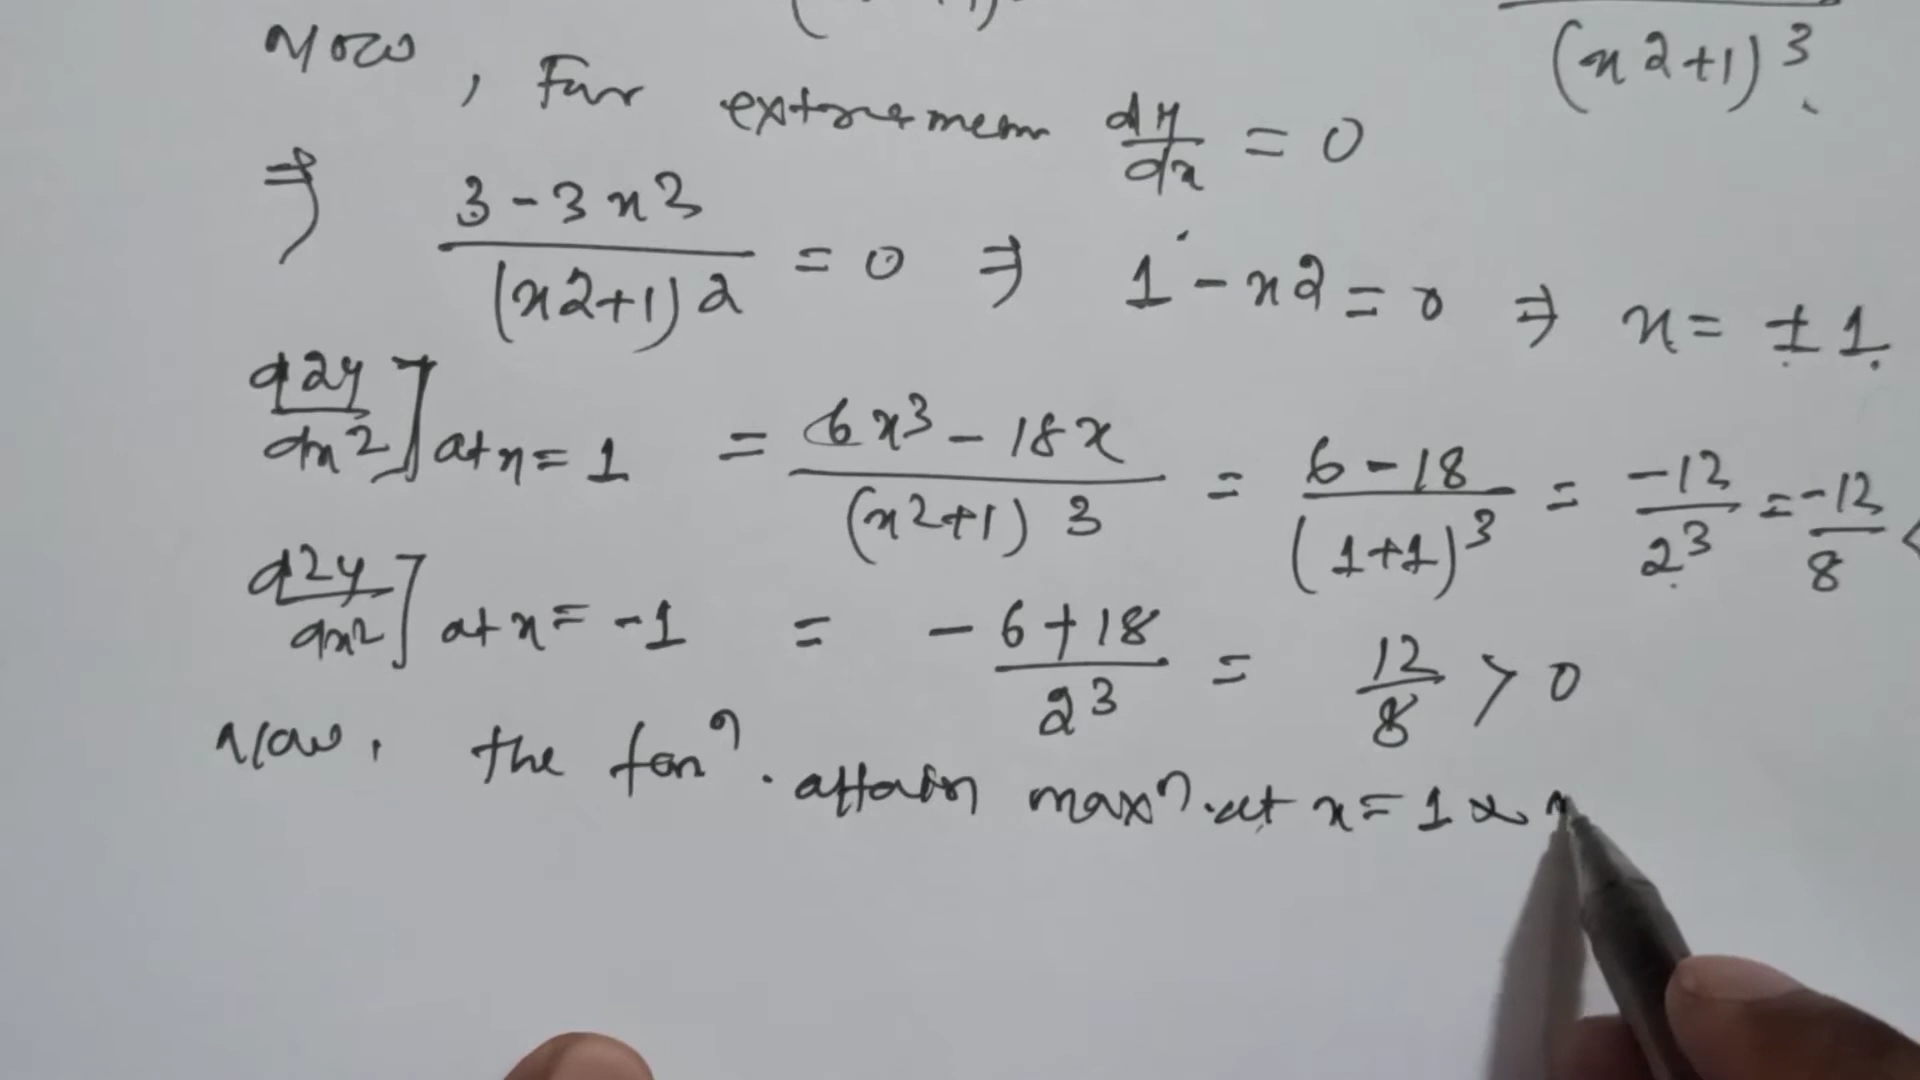 (x2+1)3
Now, For extremem dy/dx = 0
⇒ 3-3x2/(x2+1)2 = 0 ⇒ 1-x2=0 ⇒ x= ±1
d2y/dx2] at x=1 = 6x³-18x/(x2+1)3 = 6-18/(1+1)³ = -12/2³ = -12/8 <
d2y/dx2] at x=-1 = -6+18/2³ = 12/8 > 0
Now, the fonⁿ. attain maxⁿ. at x=1 &